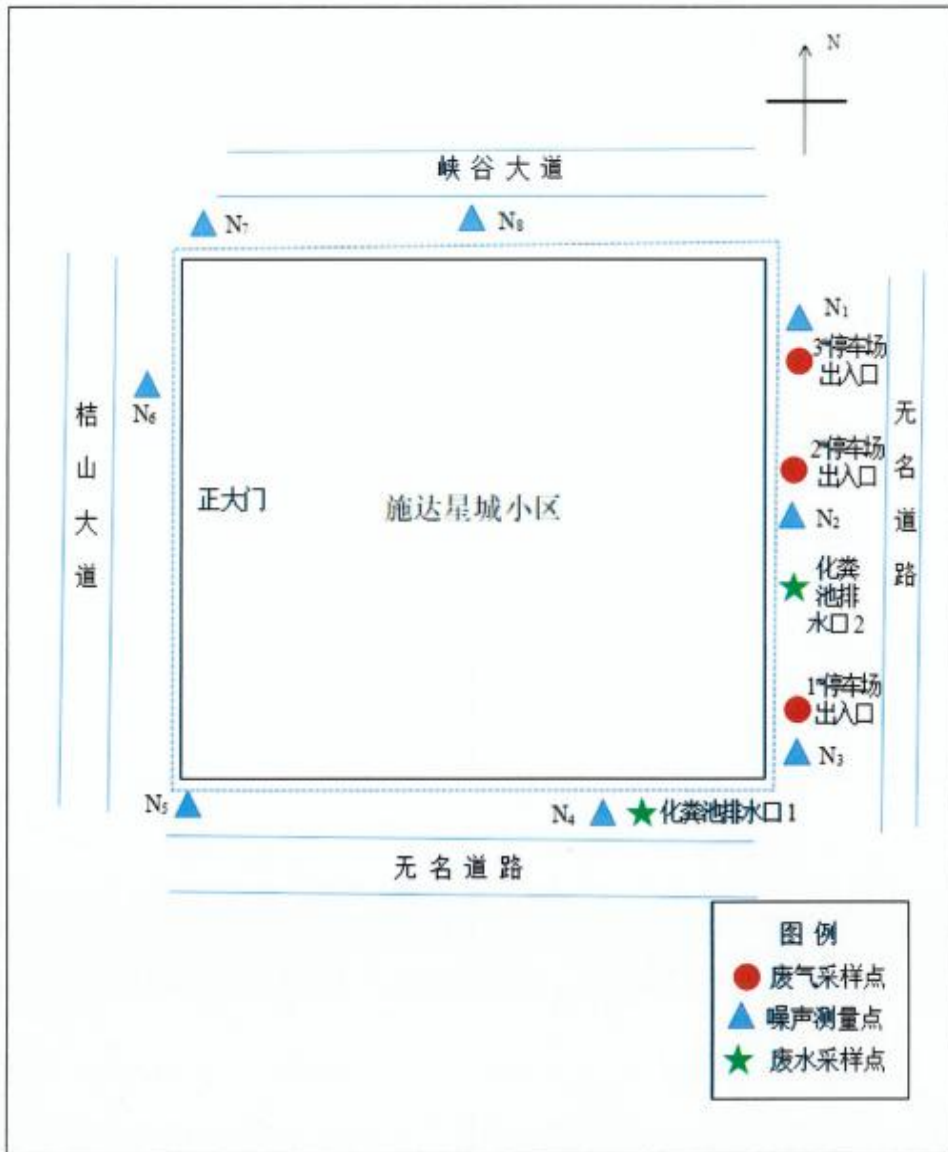 N
峡谷大道
N7
N8
N1
3#停车场
出入口
桔山大道
N6
无名道路
2#停车场
出入口
正大门
施达星城小区
N2
化粪
池排
水口2
1#停车场
出入口
N3
N5
N4
化粪池排水口1
无名道路
图例
废气采样点
噪声测量点
废水采样点